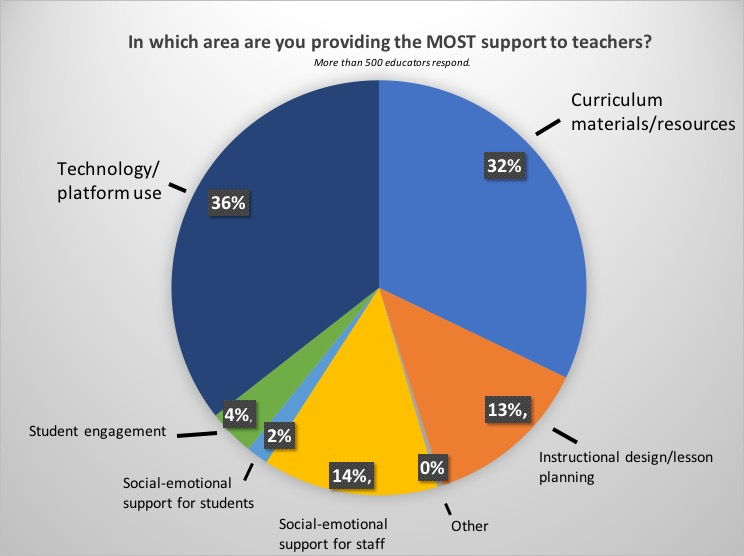 In which area are you providing the MOST support to teachers?
More than 500 educators respond.
Curriculum
materials/resources
32%
Technology/
platform use
36%
13%,
Instructional design/lesson
planning
4%.
Student engagement
2%
Social-emotional
support for students
14%,
Social-emotional
support for staff
0%
Other